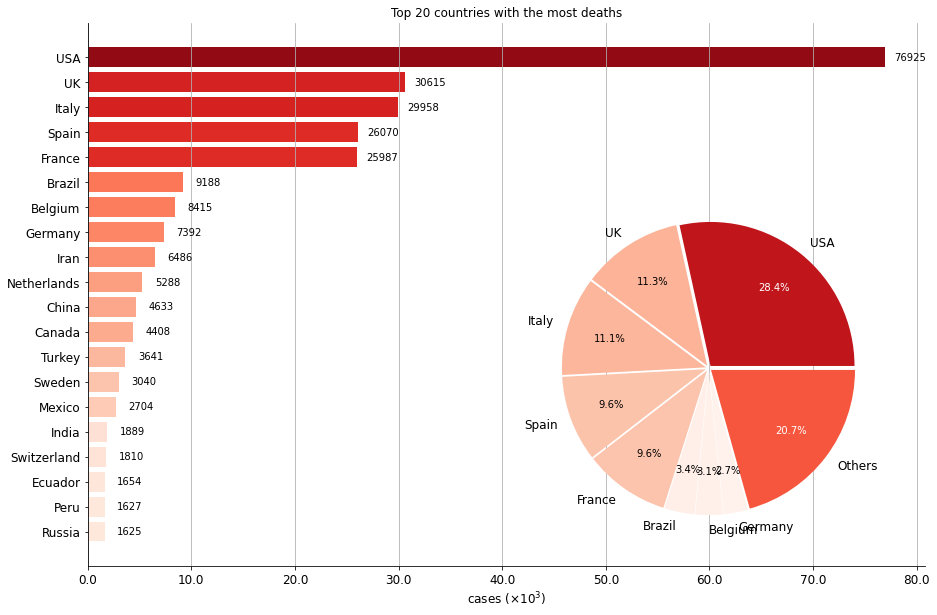 Top 20 countries with the most deaths
USA 76925
UK 30615
Italy 29958
Spain 26070
France 25987
Brazil 9188
Belgium 8415
Germany 7392
Iran 6486
Netherlands 5288
China 4633
Canada 4408
Turkey 3641
Sweden 3040
Mexico 2704
India 1889
Switzerland 1810
Ecuador 1654
Peru 1627
Russia 1625
0.0 10.0 20.0 30.0 40.0 50.0 60.0 70.0 80.0
cases (×10³)
USA
28.4%
UK
11.3%
Italy
11.1%
Spain
9.6%
France
9.6%
Brazil
3.4%
Belgium
3.1%
Germany
2.7%
Others
20.7%